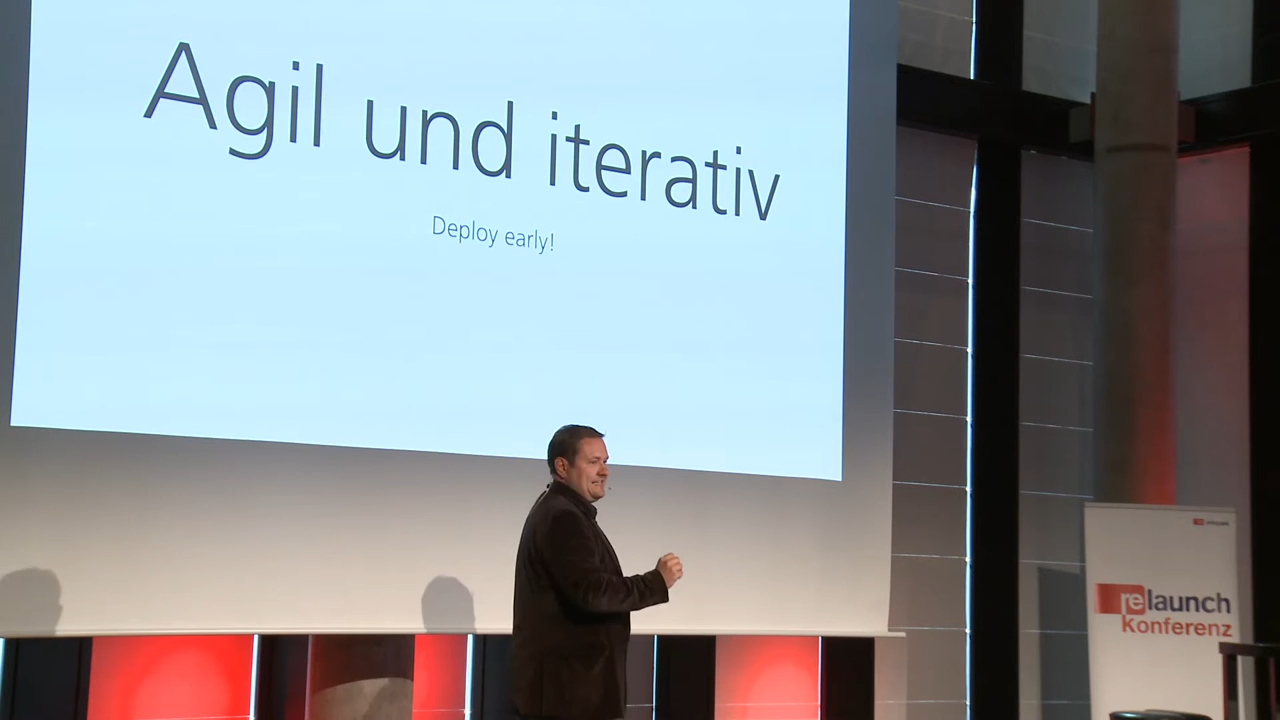 Agil und iterativ
Deploy early!
relaunch
Konferenz